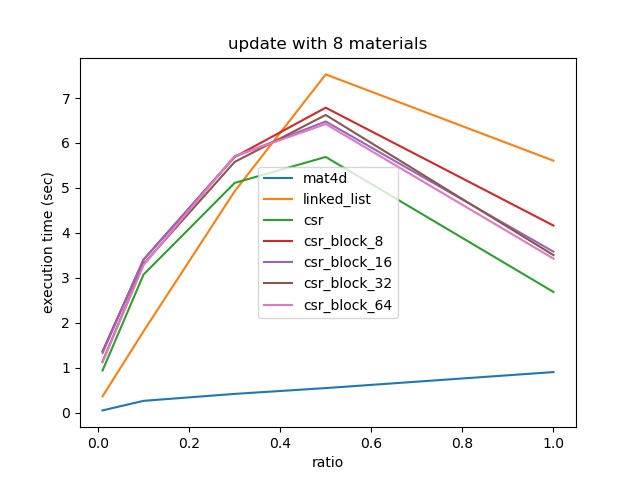 update with 8 materials
7
6
5
4
3
2
1
0
execution time (sec)
mat4d
linked_list
csr
csr_block_8
csr_block_16
csr_block_32
csr_block_64
0.0 0.2 0.4 0.6 0.8 1.0
ratio